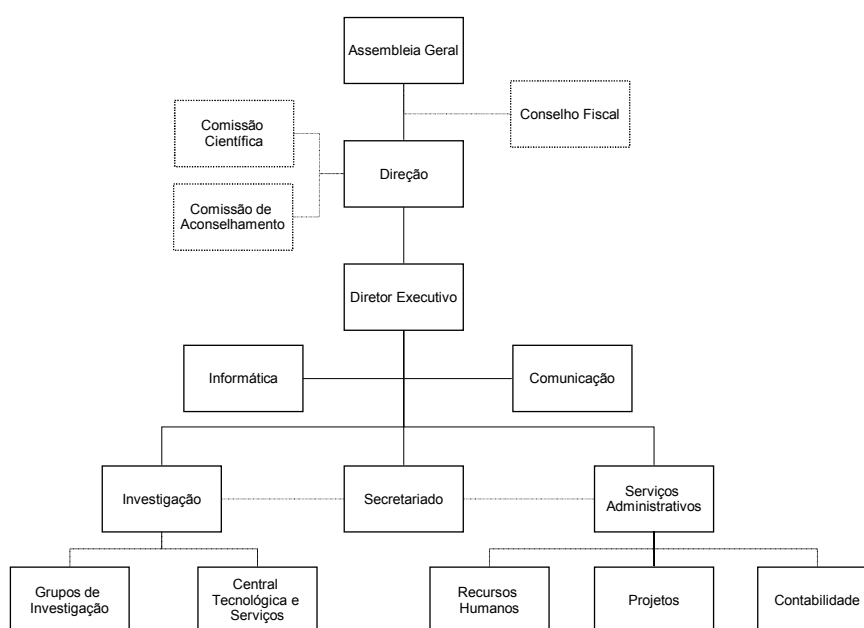 Assembleia Geral
Conselho Fiscal
Comissão
Científica
Direção
Comissão de
Aconselhamento
Diretor Executivo
Informática
Comunicação
Investigação
Secretariado
Serviços
Administrativos
Grupos de
Investigação
Central
Tecnológica e
Serviços
Recursos
Humanos
Projetos
Contabilidade